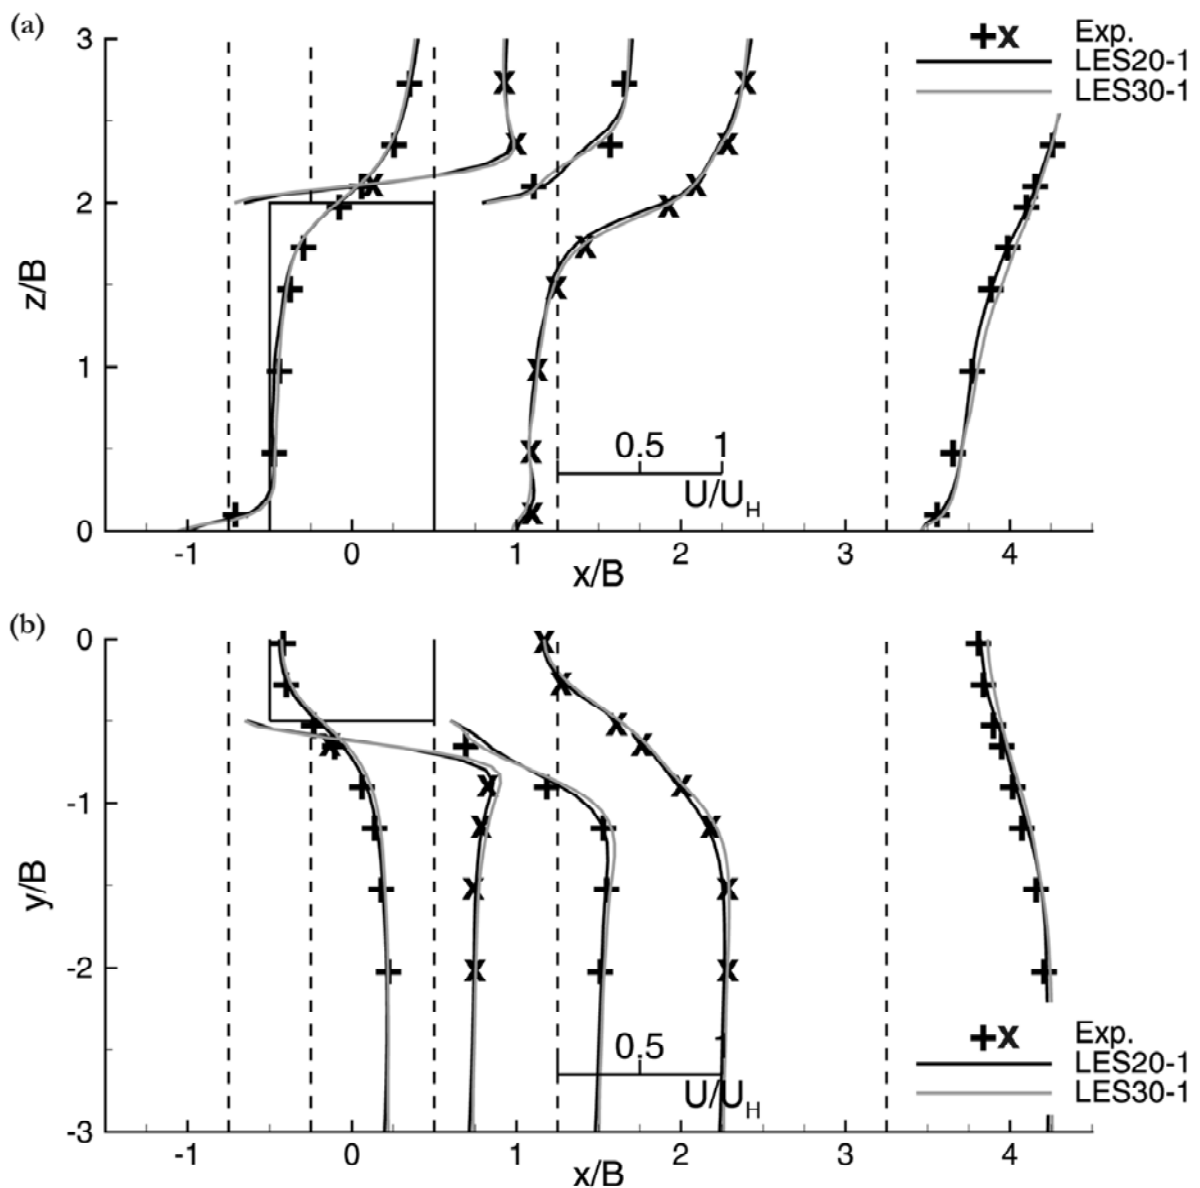 (a)
3
Exp.
LES20-1
LES30-1
2
z/B
1
0.5 1
U/U_H
0
-1 0 1 2 3 4
x/B
(b)
0
-1
y/B
-2
0.5 1
Exp.
LES20-1
U/U_H
LES30-1
-3
-1 0 1 2 3 4
x/B